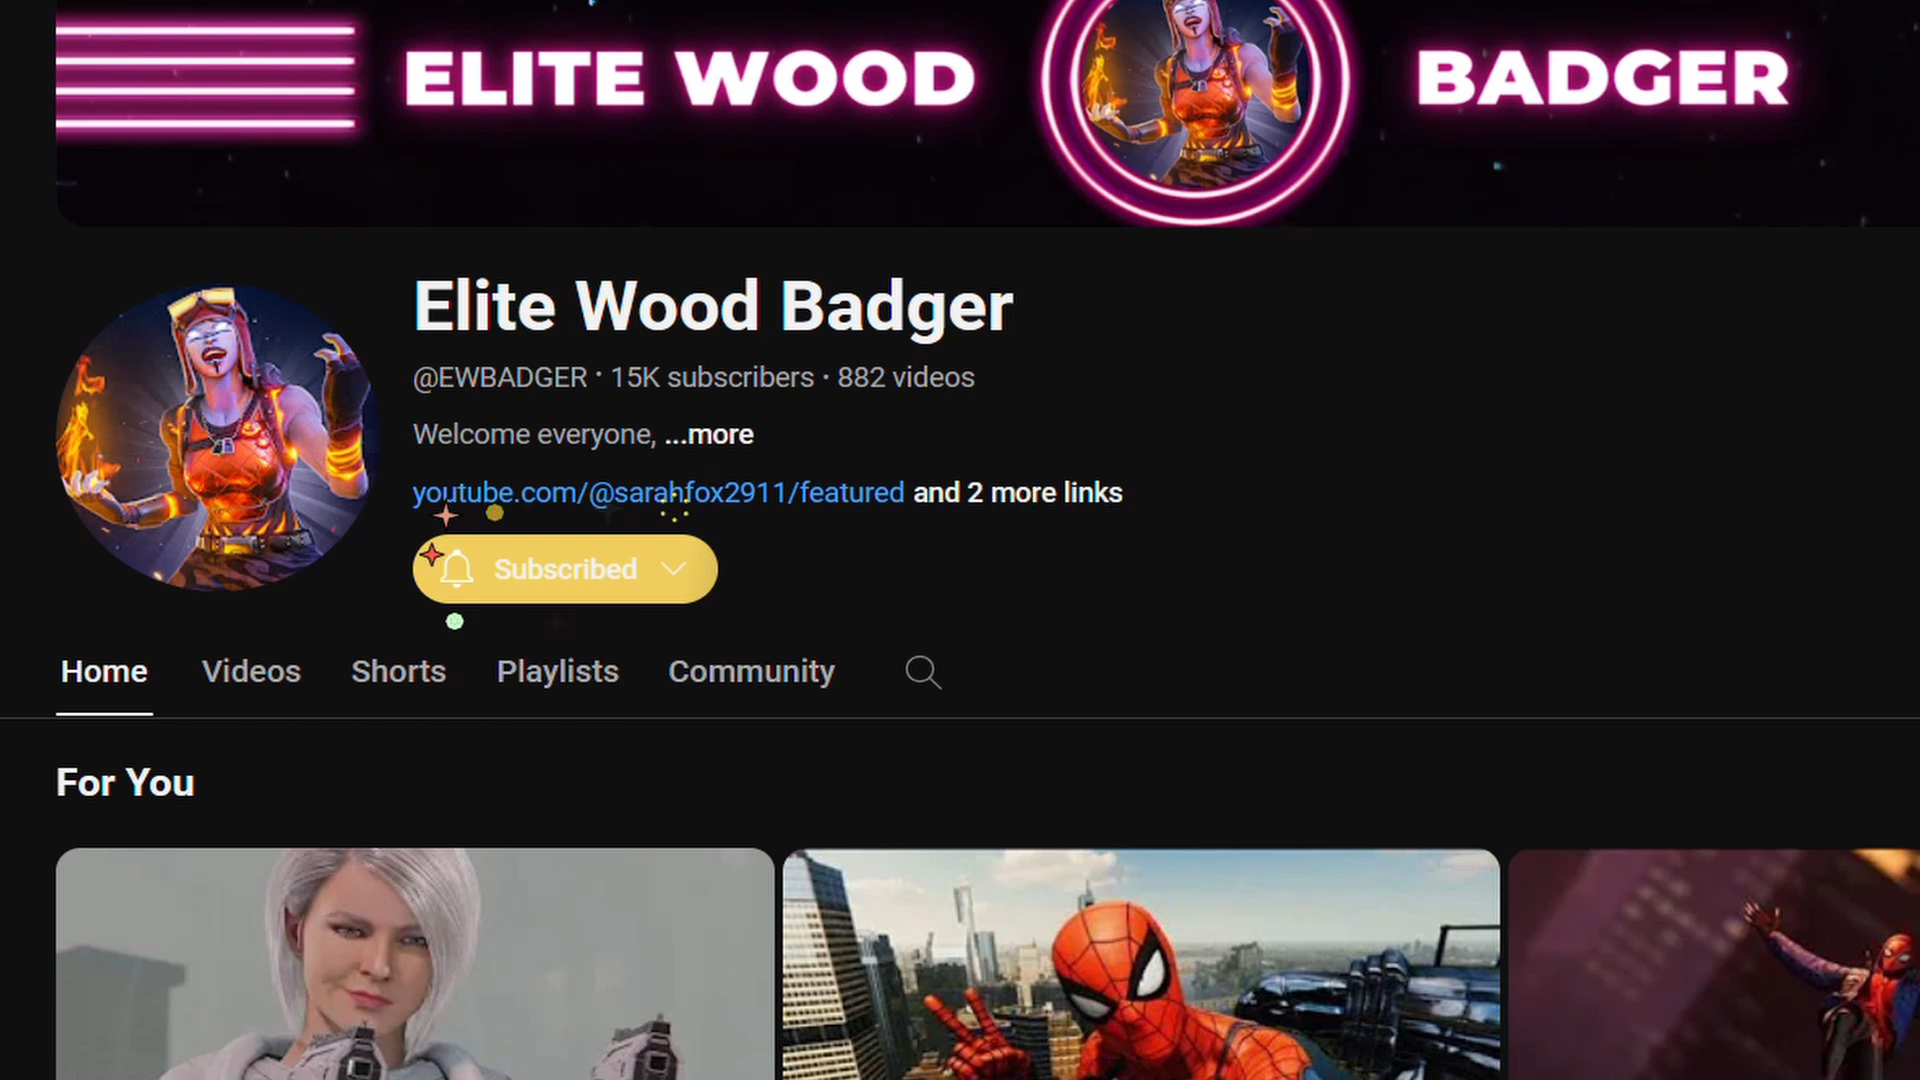 ELITE WOOD BADGER
Elite Wood Badger
@EWBADGER · 15K subscribers · 882 videos
Welcome everyone, ...more
youtube.com/@sarahfox2911/featured and 2 more links
Subscribed
Home Videos Shorts Playlists Community
For You